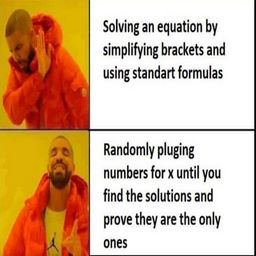 Solving an equation by
simplifying brackets and
using standart formulas
Randomly pluging
numbers for x until you
find the solutions and
prove they are the only
ones